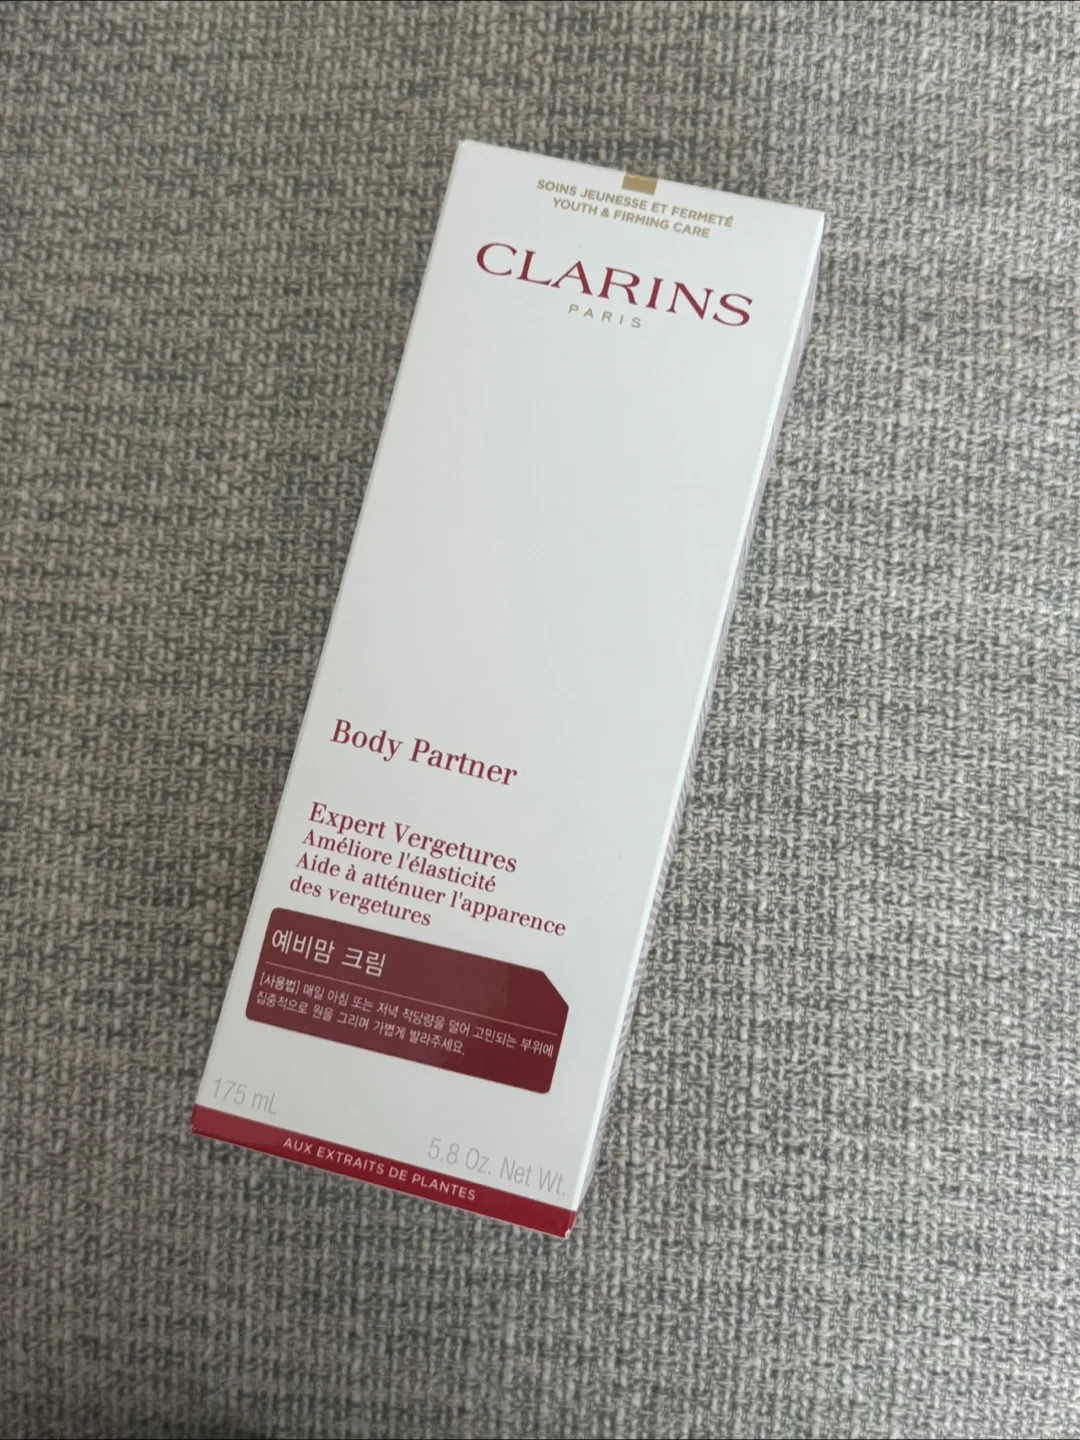 SOINS JEUNESSE ET FERMETÉ
YOUTH & FIRMING CARE
CLARINS
PARIS
Body Partner
Expert Vergetures
Améliore l'élasticité
Aide à atténuer l'apparence
des vergetures
예비맘 크림
[사용법] 매일 아침 또는 저녁 적당량을 덜어 고민되는 부위에
집중적으로 원을 그리며 가볍게 발라주세요.
175 mL
5.8 Oz. Net Wt.
AUX EXTRAITS DE PLANTES